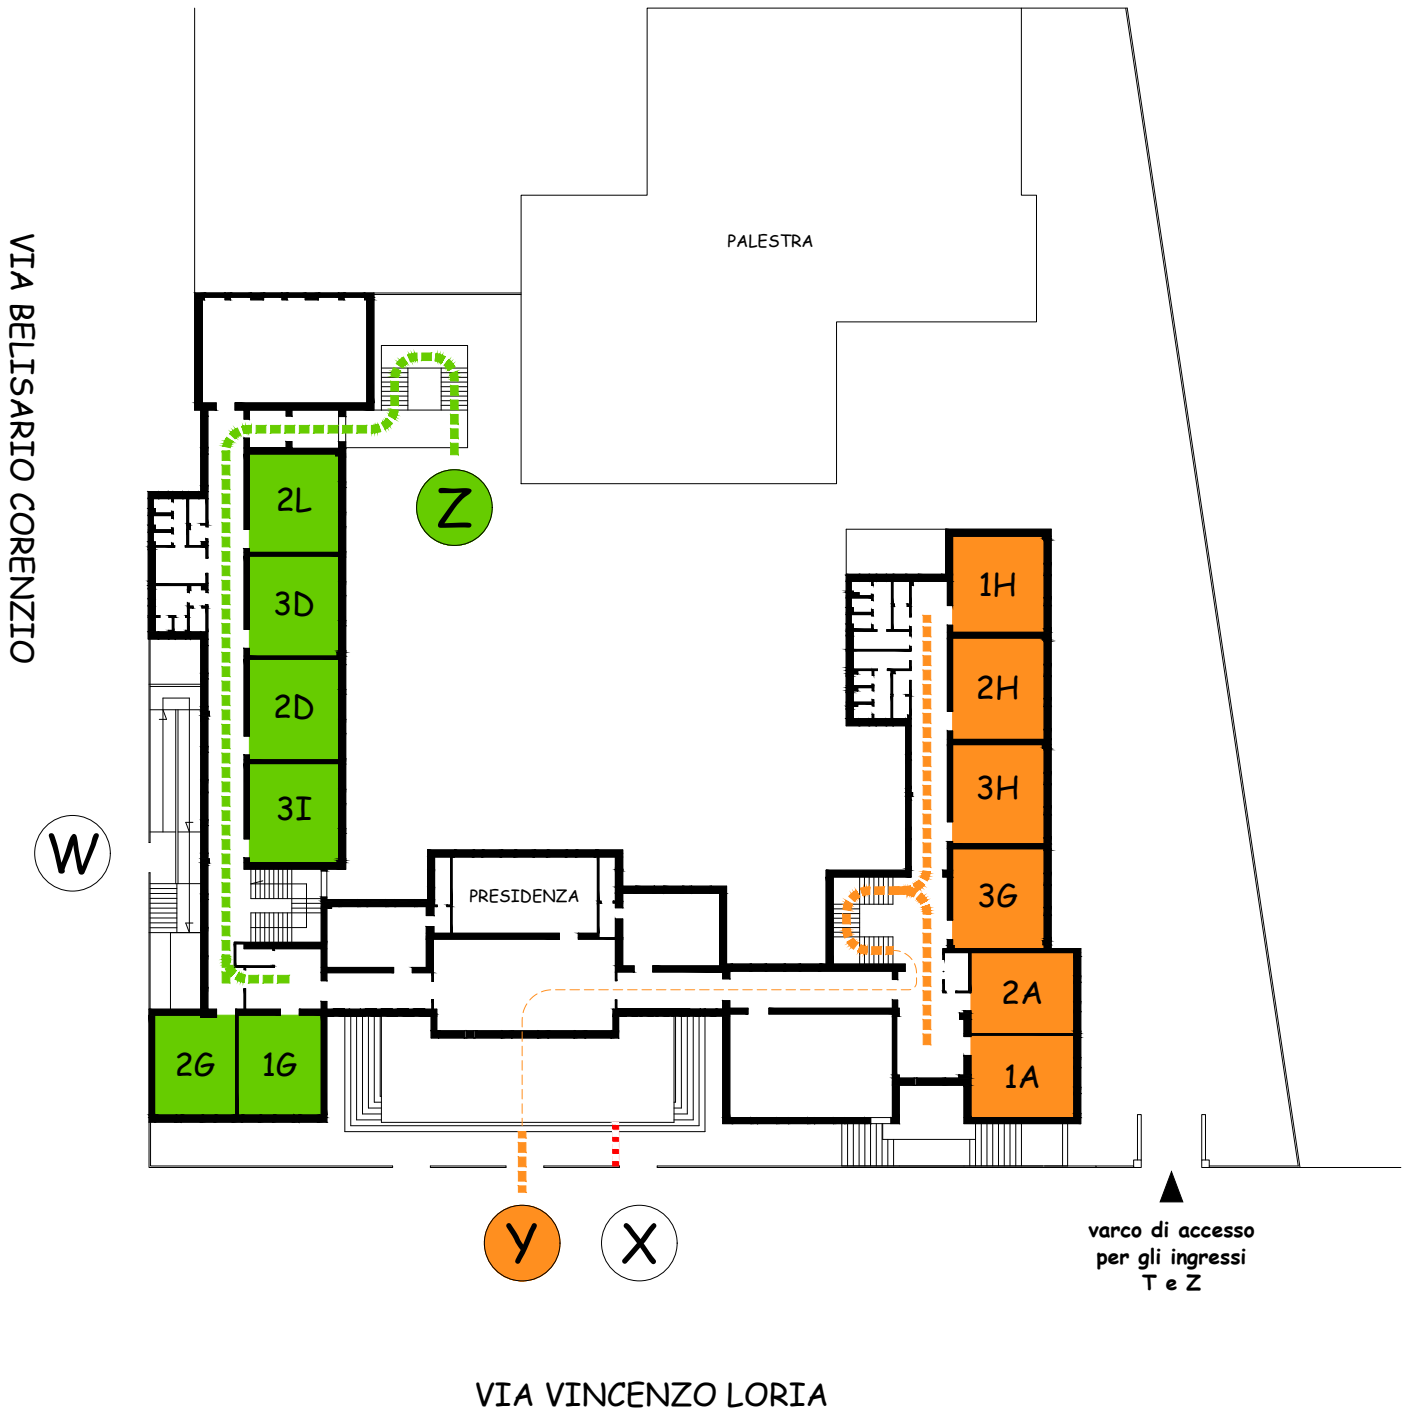 PALESTRA
VIA BELISARIO CORENZIO
2L
Z
3D
1H
2D
2H
3I
3H
W
PRESIDENZA
3G
2A
2G
1G
1A
Y
X
varco di accesso
per gli ingressi
T e Z
VIA VINCENZO LORIA